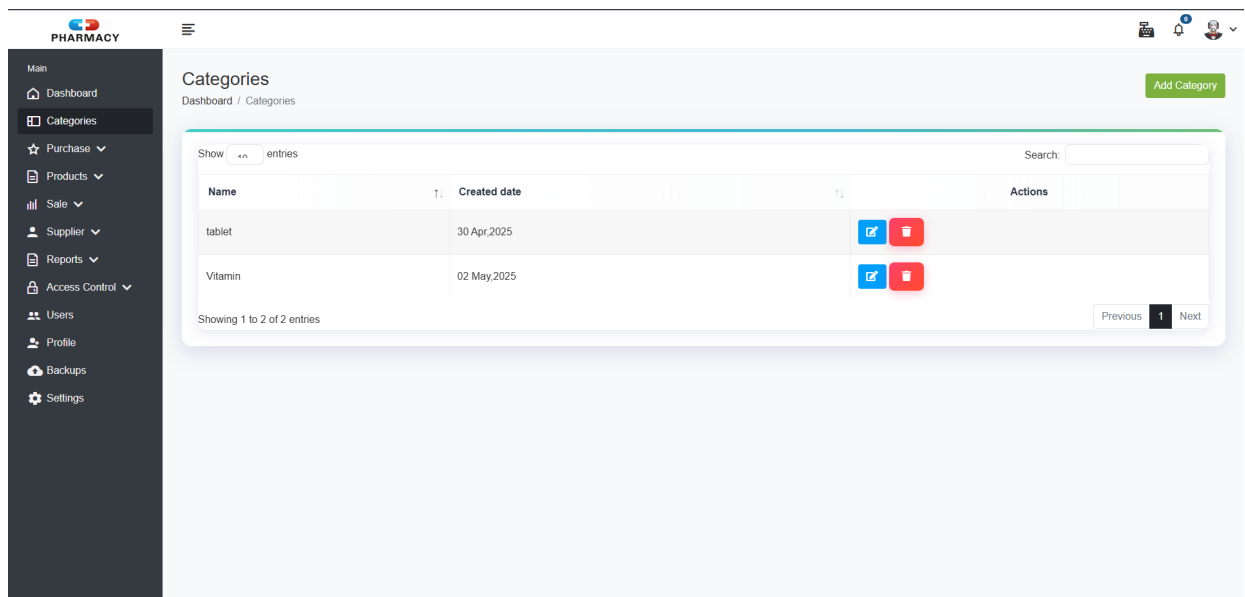 PHARMACY
0
Main
Dashboard
Categories
Purchase
Products
Sale
Supplier
Reports
Access Control
Users
Profile
Backups
Settings
Categories
Add Category
Dashboard / Categories
Show 10 entries
Search:
Name Created date Actions
tablet 30 Apr,2025
Vitamin 02 May,2025
Showing 1 to 2 of 2 entries
Previous 1 Next